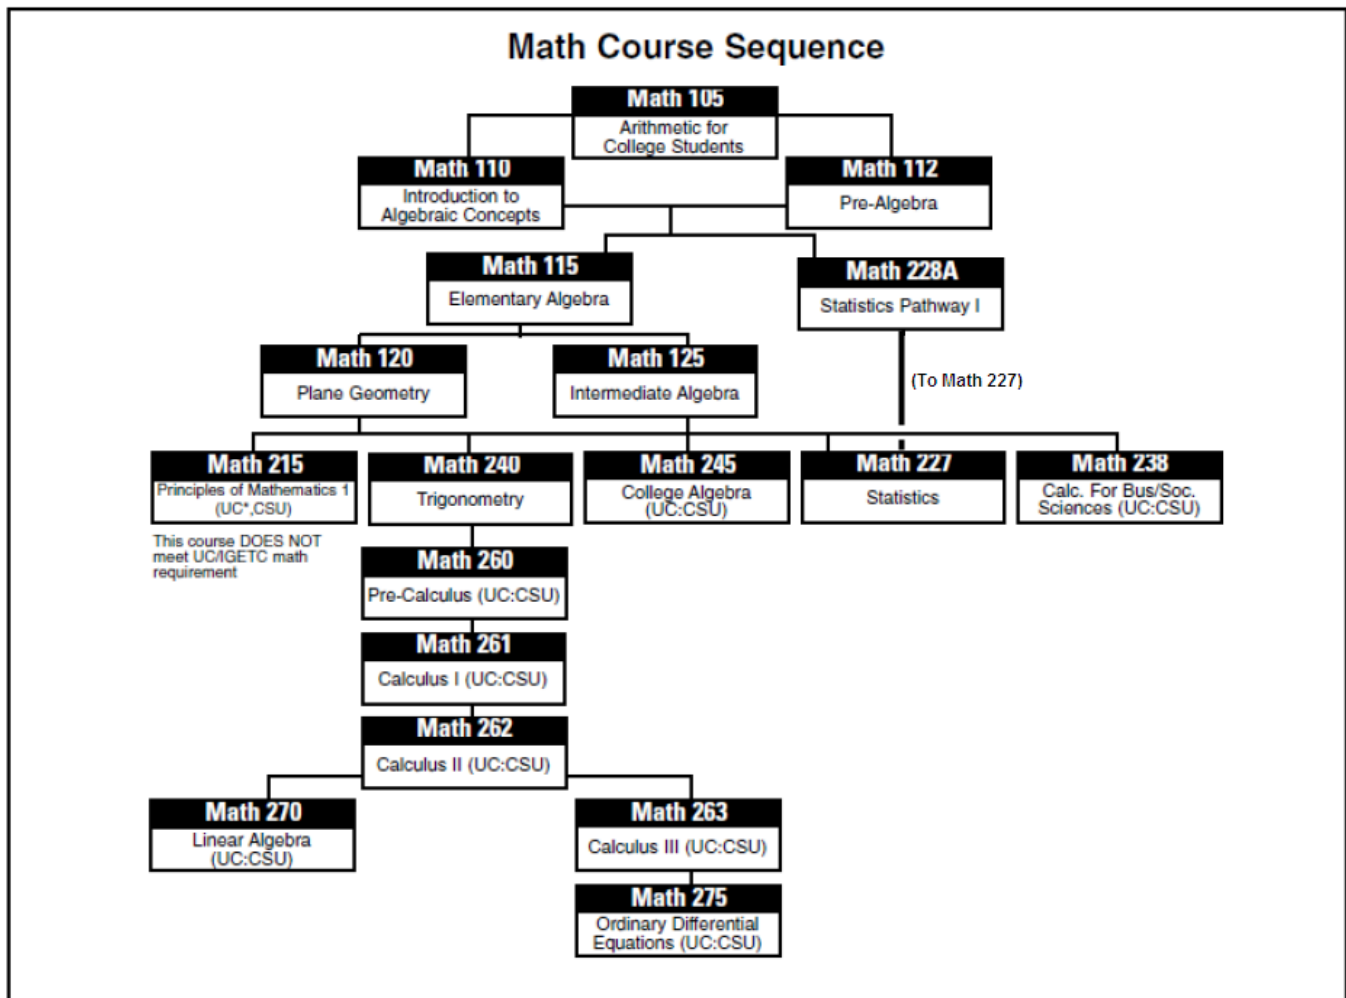 Math Course Sequence
Math 105
Arithmetic for
College Students
Math 110
Introduction to
Algebraic Concepts
Math 112
Pre-Algebra
Math 115
Elementary Algebra
Math 228A
Statistics Pathway I
Math 120
Plane Geometry
Math 125
Intermediate Algebra
(To Math 227)
Math 215
Principles of Mathematics 1
(UC*,CSU)
This course DOES NOT
meet UC/IGETC math
requirement
Math 240
Trigonometry
Math 245
College Algebra
(UC:CSU)
Math 227
Statistics
Math 238
Calc. For Bus/Soc.
Sciences (UC:CSU)
Math 260
Pre-Calculus (UC:CSU)
Math 261
Calculus I (UC:CSU)
Math 262
Calculus II (UC:CSU)
Math 270
Linear Algebra
(UC:CSU)
Math 263
Calculus III (UC:CSU)
Math 275
Ordinary Differential
Equations (UC:CSU)